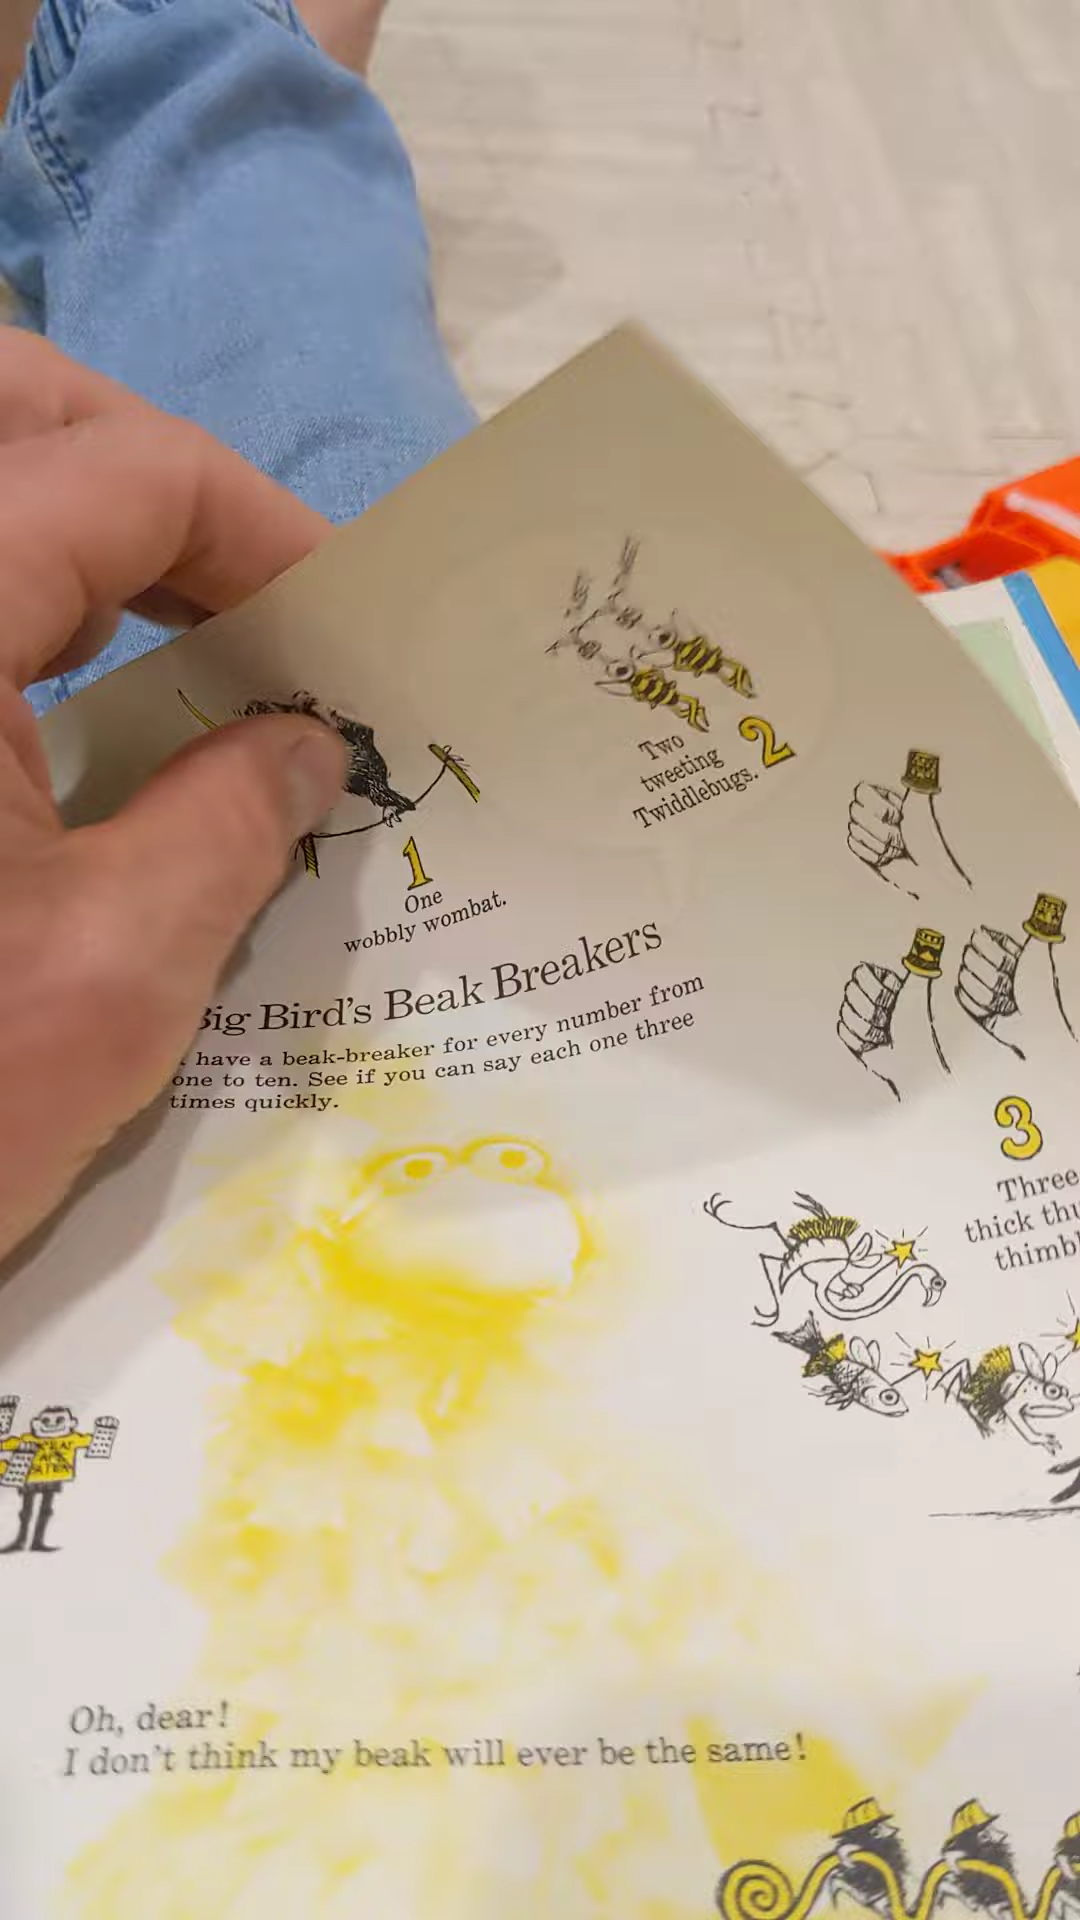 2
Two
tweeting
Twiddlebugs.
1
One
wobbly wombat.
Big Bird's Beak Breakers
have a beak-breaker for every number from
one to ten. See if you can say each one three
times quickly.
3
Three
thick
Oh, dear!
I don't think my beak will ever be the same!